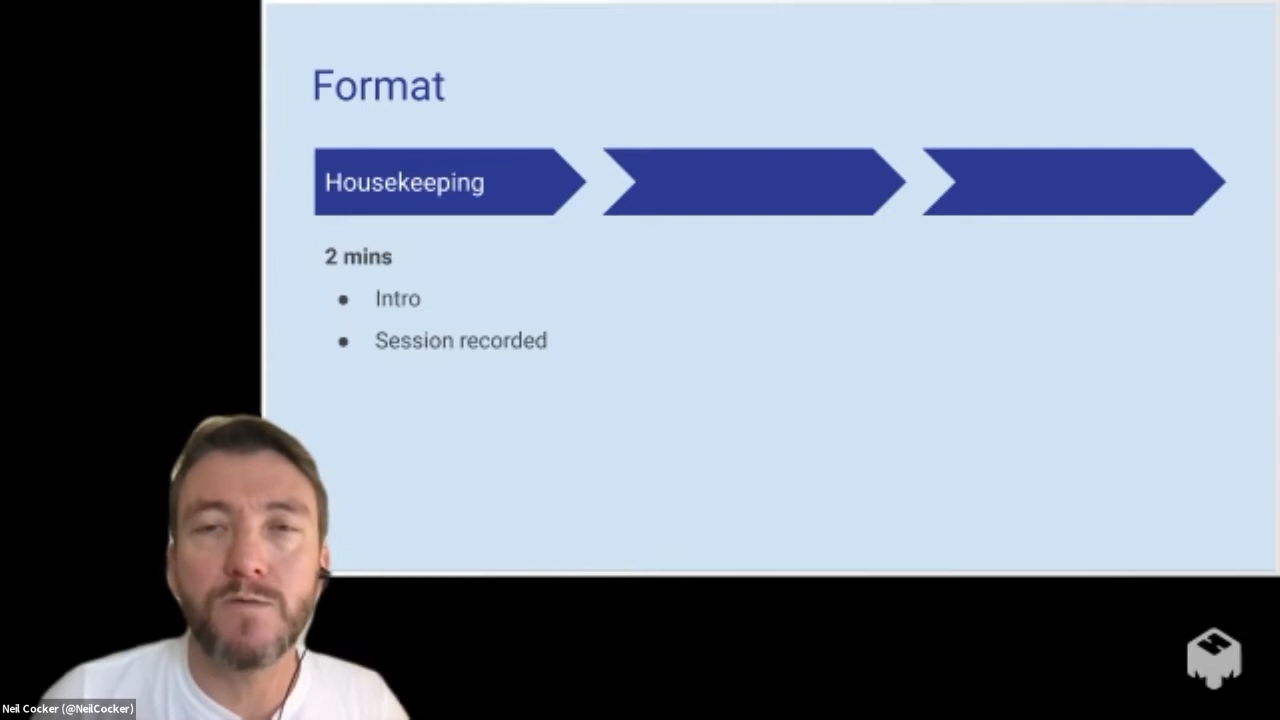 Format
Housekeeping
2 mins
● Intro
● Session recorded
Neil Cocker (@NeilCocker)